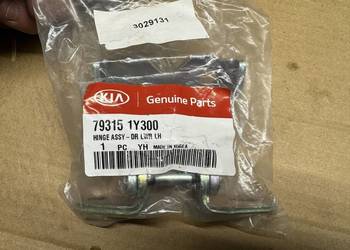 3029131
KIA Genuine Parts
79315 1Y300
HINGE ASSY-DR LWR LH
1 PC YH MADE IN KOREA